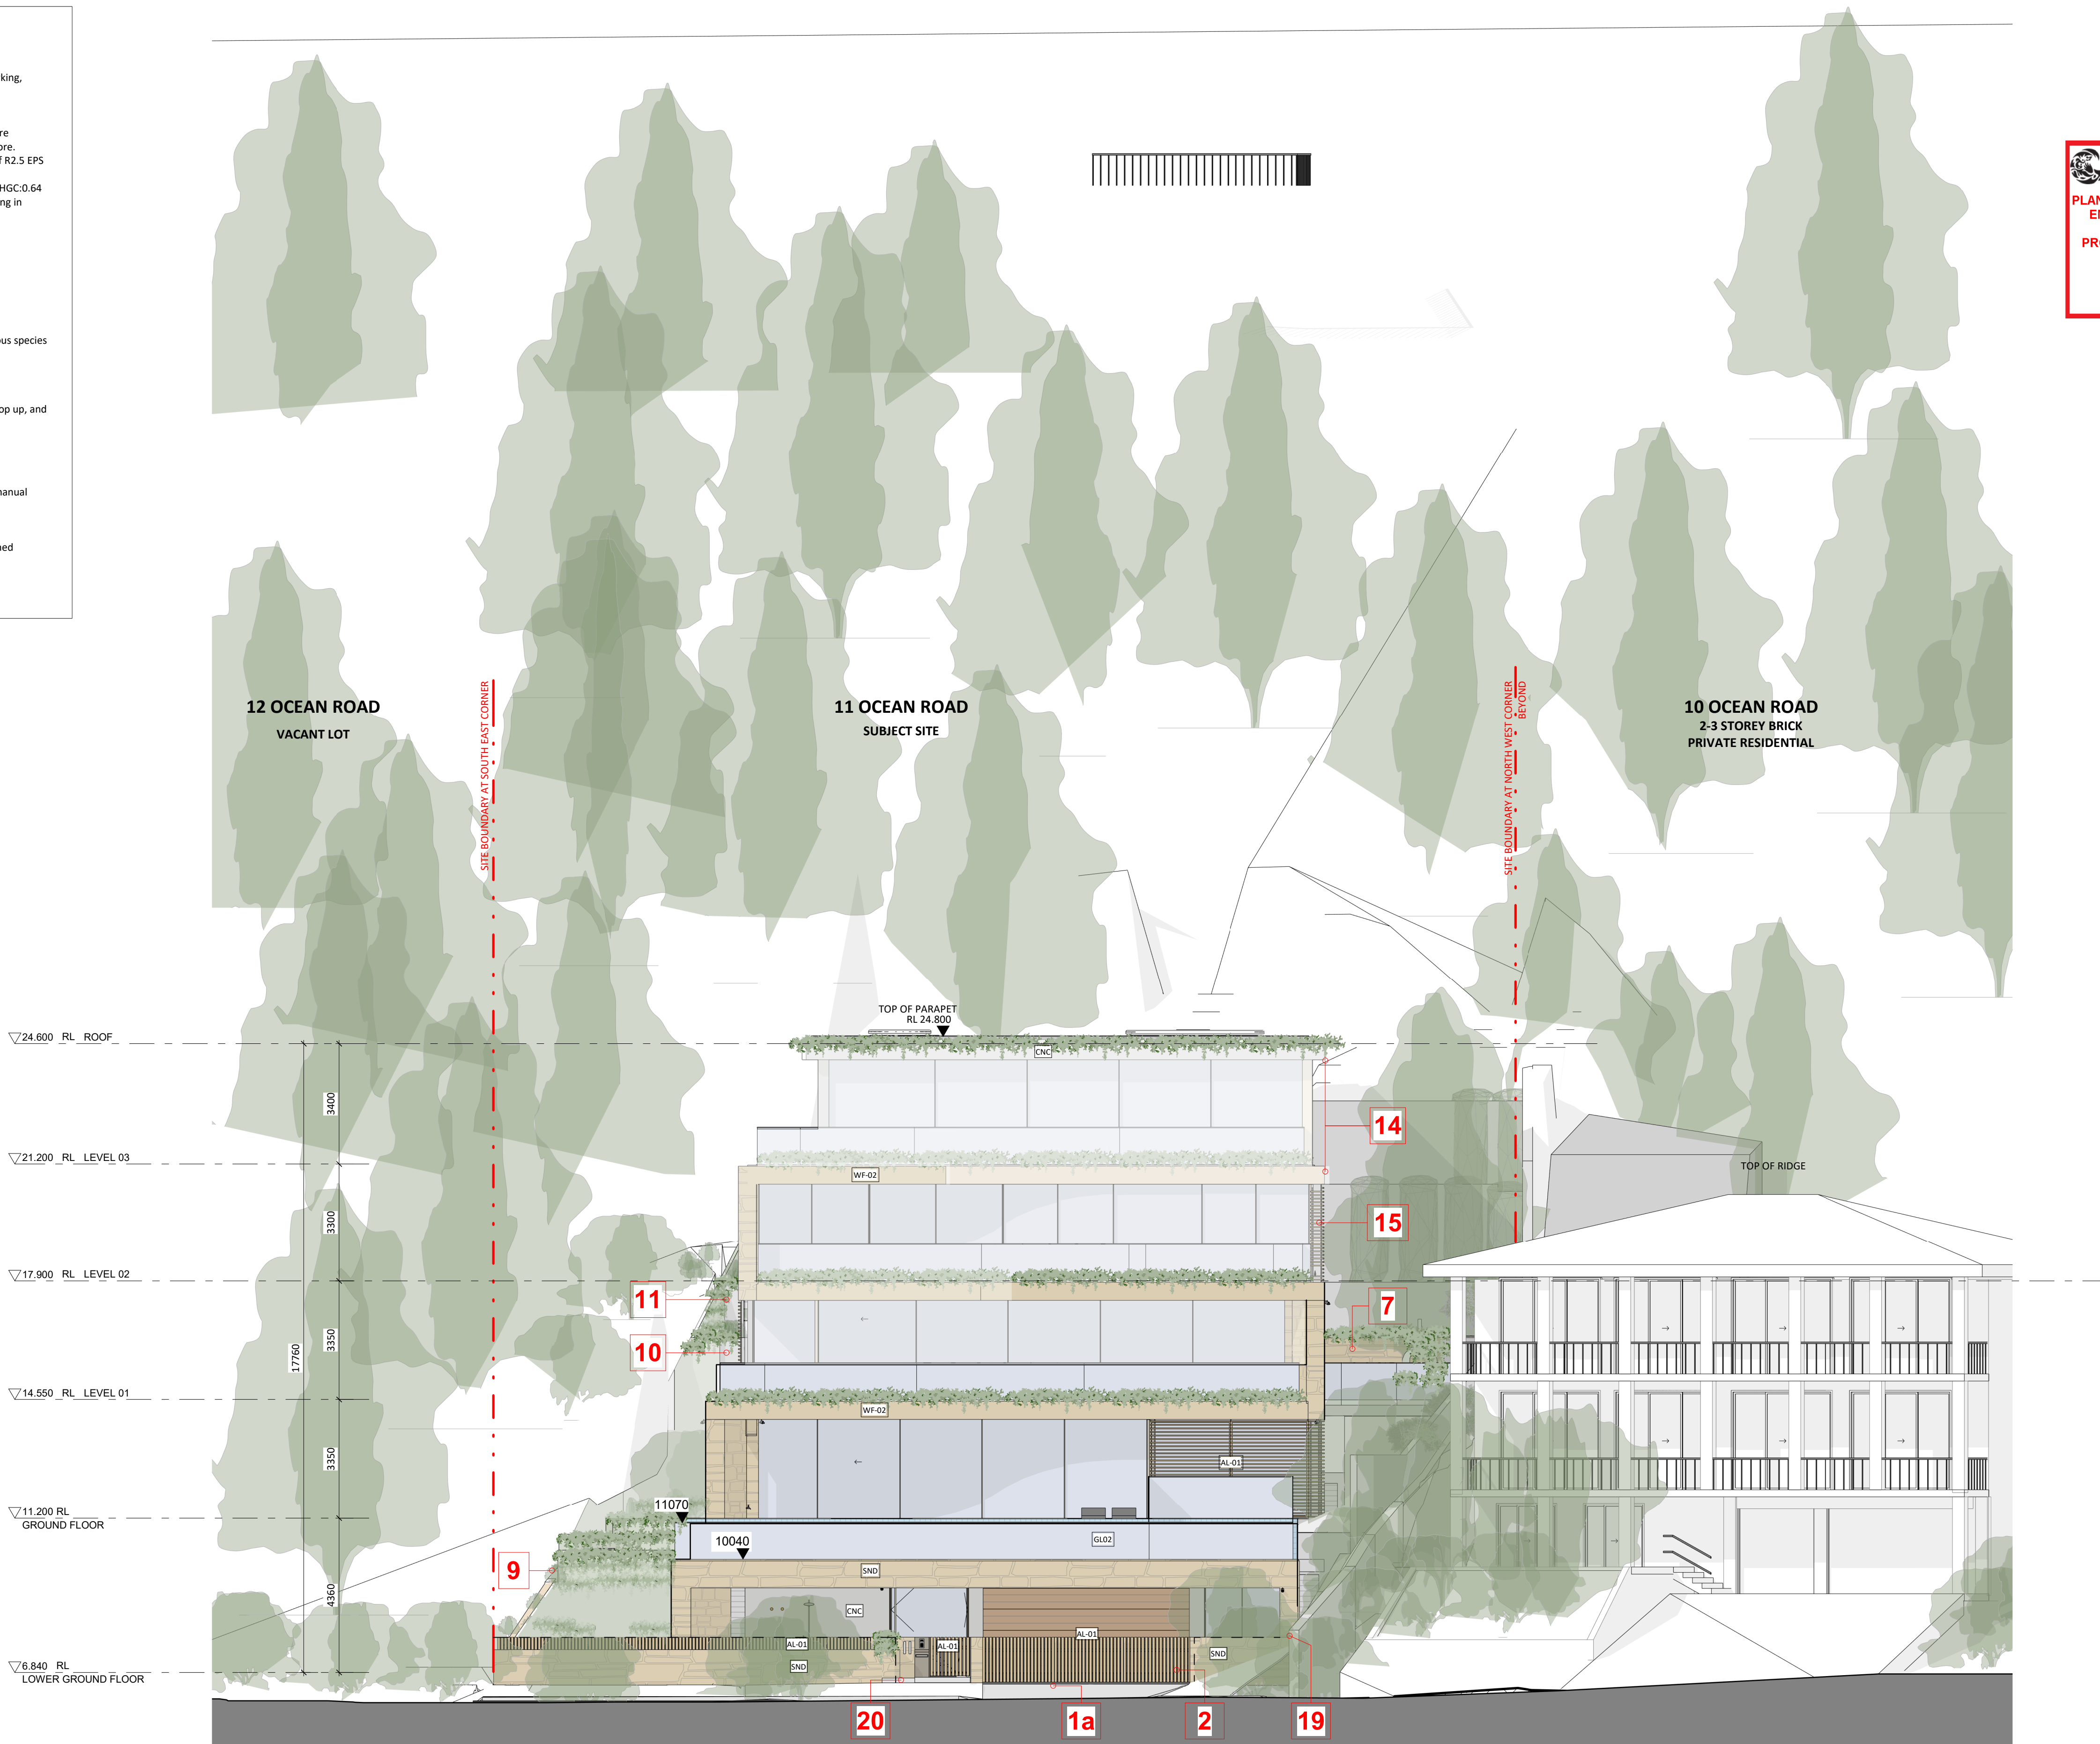 king,
re
ore.
f R2.5 EPS
HGC:0.64
ng in
ous species
op up, and
manual
ned
PLAN
EN
PR
12 OCEAN ROAD
VACANT LOT
SITE BOUNDARY AT SOUTH EAST CORNER
11 OCEAN ROAD
SUBJECT SITE
SITE BOUNDARY AT NORTH WEST CORNER
BEYOND
10 OCEAN ROAD
2-3 STOREY BRICK
PRIVATE RESIDENTIAL
TOP OF PARAPET
RL 24.800
24.600 RL ROOF
CNC
3400
14
21.200 RL LEVEL 03
WF-02
TOP OF RIDGE
3300
15
17.900 RL LEVEL 02
11
7
10
3350
17760
14.550 RL LEVEL 01
WF-02
3350
AL-01
11070
11.200 RL
GROUND FLOOR
10040
GL02
9
SND
4360
CNC
AL-01
AL-01
AL-01
SND
SND
6.840 RL
LOWER GROUND FLOOR
20
1a
2
19